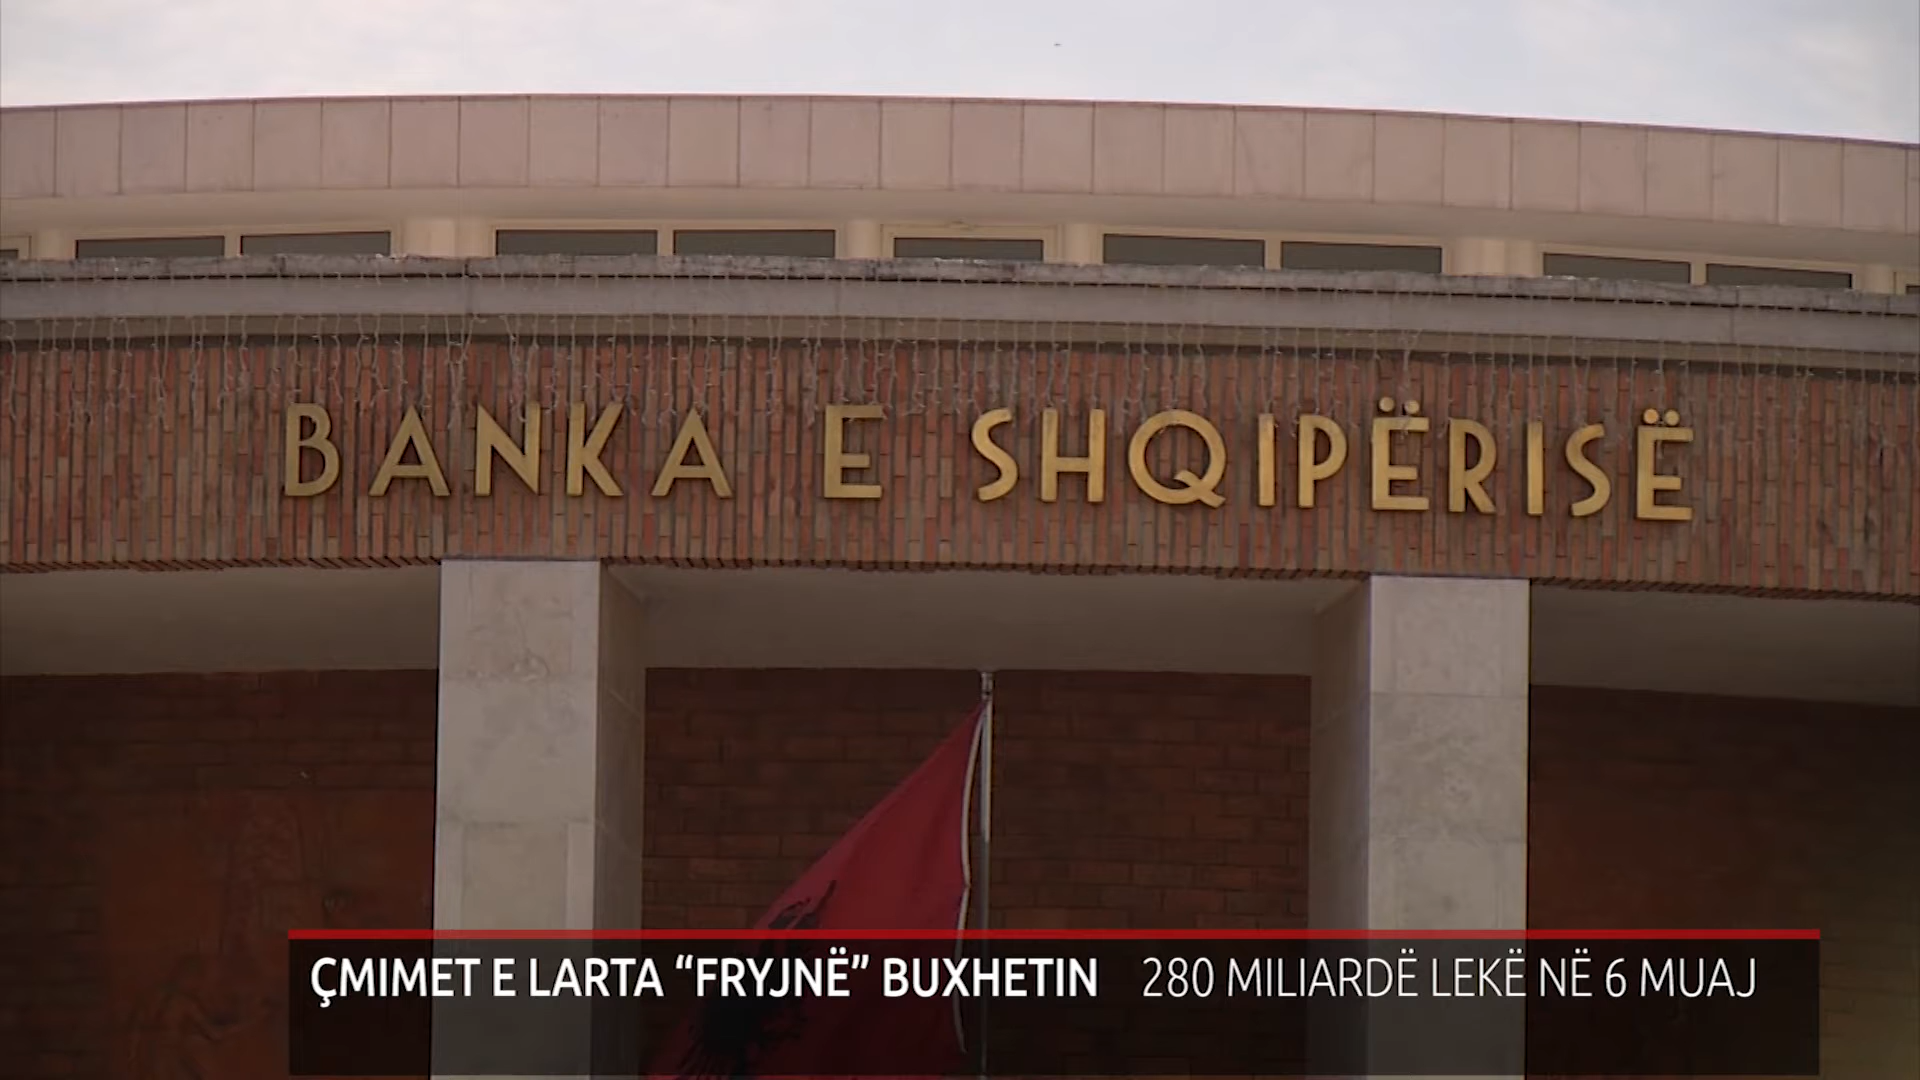 BANKA E SHQIPËRISË
ÇMIMET E LARTA “FRYJNË” BUXHETIN 280 MILIARDË LEKË NË 6 MUAJ